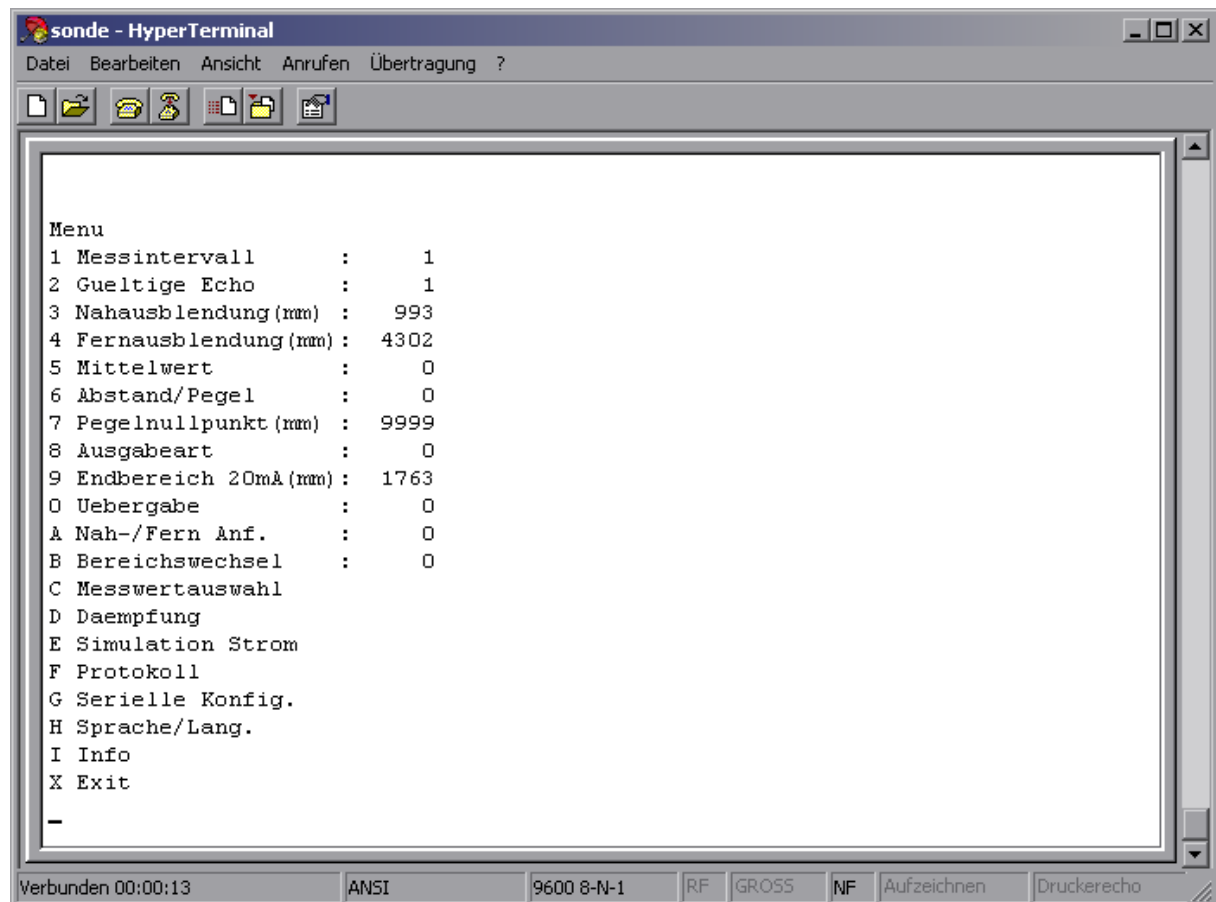 sonde - HyperTerminal
Datei Bearbeiten Ansicht Anrufen Übertragung ?
Menu
1 Messintervall : 1
2 Gueltige Echo : 1
3 Nahausblendung(mm) : 993
4 Fernausblendung(mm): 4302
5 Mittelwert : 0
6 Abstand/Pegel : 0
7 Pegelnullpunkt(mm) : 9999
8 Ausgabeart : 0
9 Endbereich 20mA(mm): 1763
0 Uebergabe : 0
A Nah-/Fern Anf. : 0
B Bereichswechsel : 0
C Messwertauswahl
D Daempfung
E Simulation Strom
F Protokoll
G Serielle Konfig.
H Sprache/Lang.
I Info
X Exit
_
Verbunden 00:00:13 ANSI 9600 8-N-1 RF GROSS NF Aufzeichnen Druckerecho